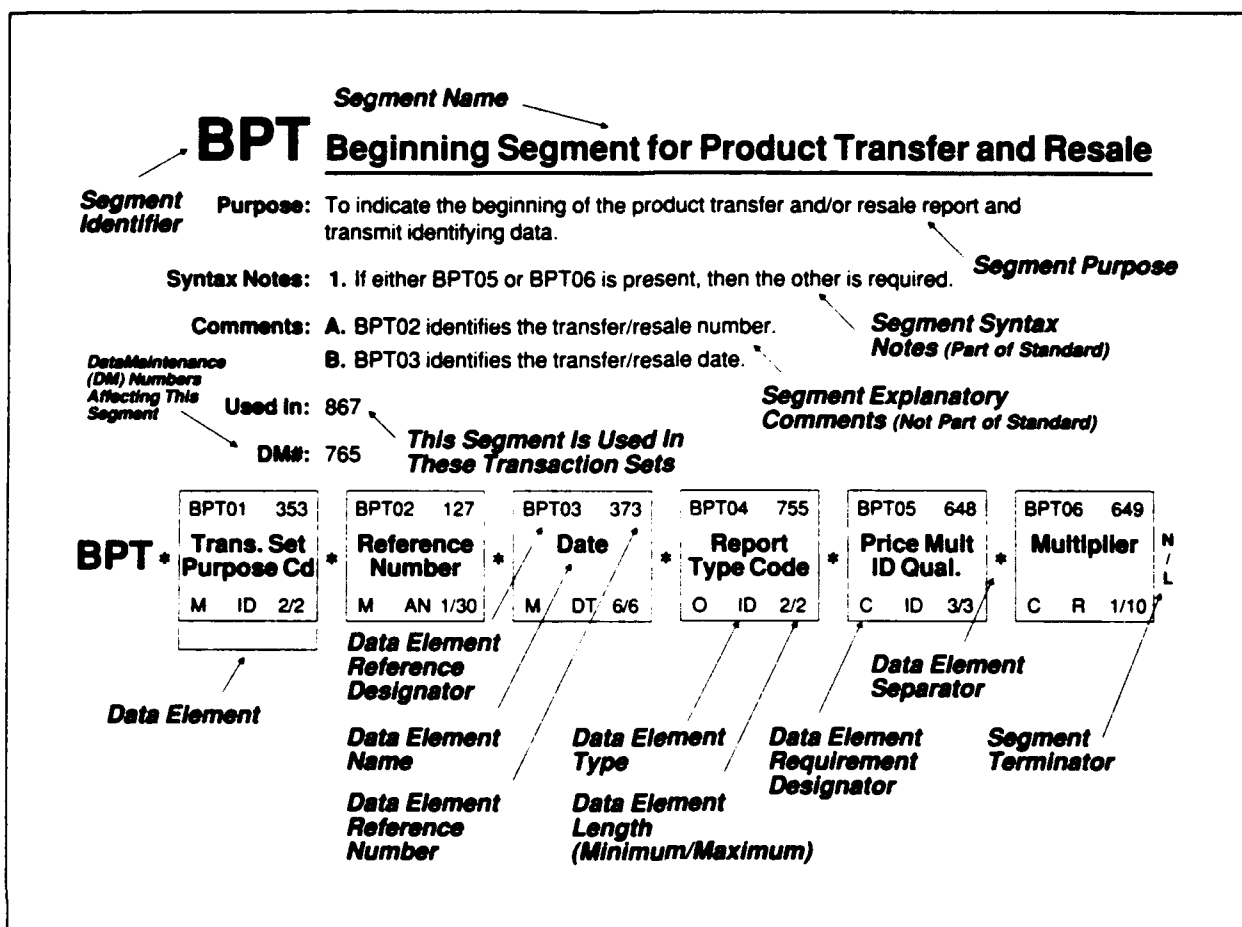 Segment Name
BPT Beginning Segment for Product Transfer and Resale
Segment
Identifier
Purpose: To indicate the beginning of the product transfer and/or resale report and
transmit identifying data.
Segment Purpose
Syntax Notes: 1. If either BPT05 or BPT06 is present, then the other is required.
Segment Syntax
Notes (Part of Standard)
Comments: A. BPT02 identifies the transfer/resale number.
B. BPT03 identifies the transfer/resale date.
Segment Explanatory
Comments (Not Part of Standard)
DataMaintenance
(DM) Numbers
Affecting This
Segment
Used in: 867
DM#: 765
This Segment Is Used In
These Transaction Sets
BPT01 353 BPT02 127 BPT03 373 BPT04 755 BPT05 648 BPT06 649
BPT * Trans. Set * Reference * Date * Report * Price Mult * Multiplier N
Purpose Cd Number Type Code ID Qual. / L
M ID 2/2 M AN 1/30 M DT 6/6 O ID 2/2 C ID 3/3 C R 1/10
Data Element
Data Element
Reference
Designator
Data Element
Separator
Data Element
Name
Data Element
Type
Data Element
Requirement
Designator
Segment
Terminator
Data Element
Reference
Number
Data Element
Length
(Minimum/Maximum)